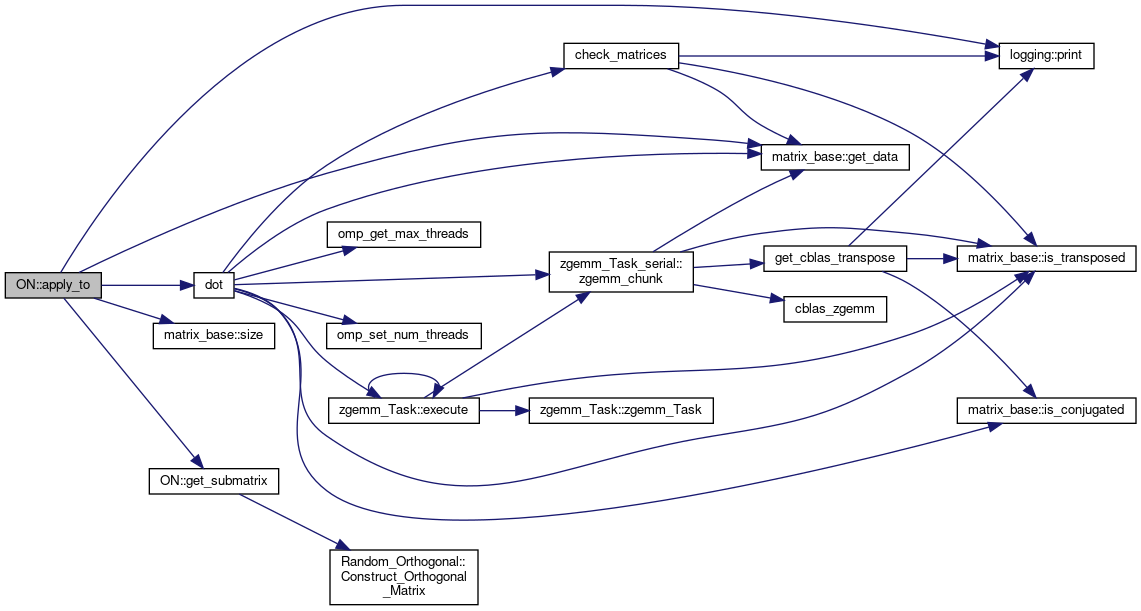 check_matrices
logging::print
matrix_base::get_data
omp_get_max_threads
zgemm_Task_serial::
zgemm_chunk
get_cblas_transpose
matrix_base::is_transposed
ON::apply_to
dot
cblas_zgemm
matrix_base::size
omp_set_num_threads
zgemm_Task::execute
zgemm_Task::zgemm_Task
matrix_base::is_conjugated
ON::get_submatrix
Random_Orthogonal::
Construct_Orthogonal
_Matrix